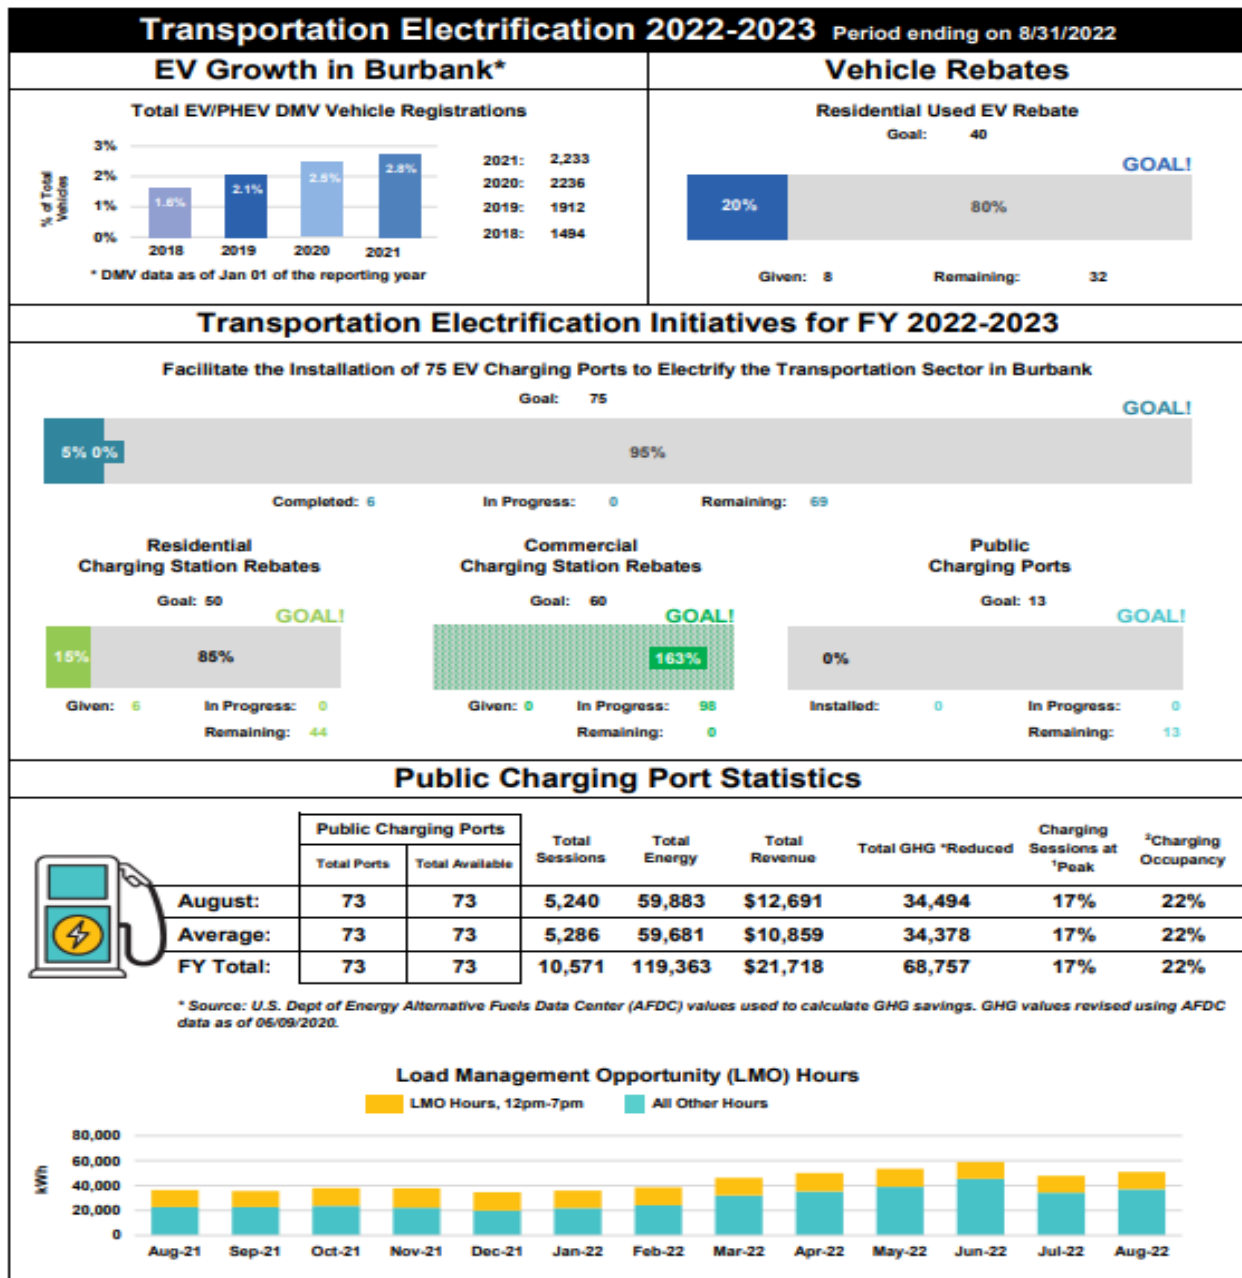 Transportation Electrification 2022-2023 Period ending on 8/31/2022
EV Growth in Burbank*
Total EV/PHEV DMV Vehicle Registrations
% of Total
Vehicles
3%
2%
1%
0%
1.6%
2.1%
2.5%
2.8%
2018
2019
2020
2021
2021: 2,233
2020: 2236
2019: 1912
2018: 1494
* DMV data as of Jan 01 of the reporting year
Vehicle Rebates
Residential Used EV Rebate
Goal: 40
GOAL!
20%
80%
Given: 8 Remaining: 32
Transportation Electrification Initiatives for FY 2022-2023
Facilitate the Installation of 75 EV Charging Ports to Electrify the Transportation Sector in Burbank
Goal: 75
GOAL!
5% 0% 95%
Completed: 6 In Progress: 0 Remaining: 69
Residential
Charging Station Rebates
Goal: 50
GOAL!
15% 85%
Given: 6 In Progress: 0
Remaining: 44
Commercial
Charging Station Rebates
Goal: 60
GOAL!
163%
Given: 0 In Progress: 98
Remaining: 0
Public
Charging Ports
Goal: 13
GOAL!
0%
Installed: 0 In Progress: 0
Remaining: 13
Public Charging Port Statistics
Public Charging Ports
Total Ports Total Available
Total
Sessions
Total
Energy
Total
Revenue
Total GHG *Reduced
Charging
Sessions at
¹Peak
²Charging
Occupancy
August: 73 73 5,240 59,883 $12,691 34,494 17% 22%
Average: 73 73 5,286 59,681 $10,859 34,378 17% 22%
FY Total: 73 73 10,571 119,363 $21,718 68,757 17% 22%
* Source: U.S. Dept of Energy Alternative Fuels Data Center (AFDC) values used to calculate GHG savings. GHG values revised using AFDC
data as of 06/09/2020.
Load Management Opportunity (LMO) Hours
LMO Hours, 12pm-7pm All Other Hours
kWh
80,000
60,000
40,000
20,000
0
Aug-21 Sep-21 Oct-21 Nov-21 Dec-21 Jan-22 Feb-22 Mar-22 Apr-22 May-22 Jun-22 Jul-22 Aug-22